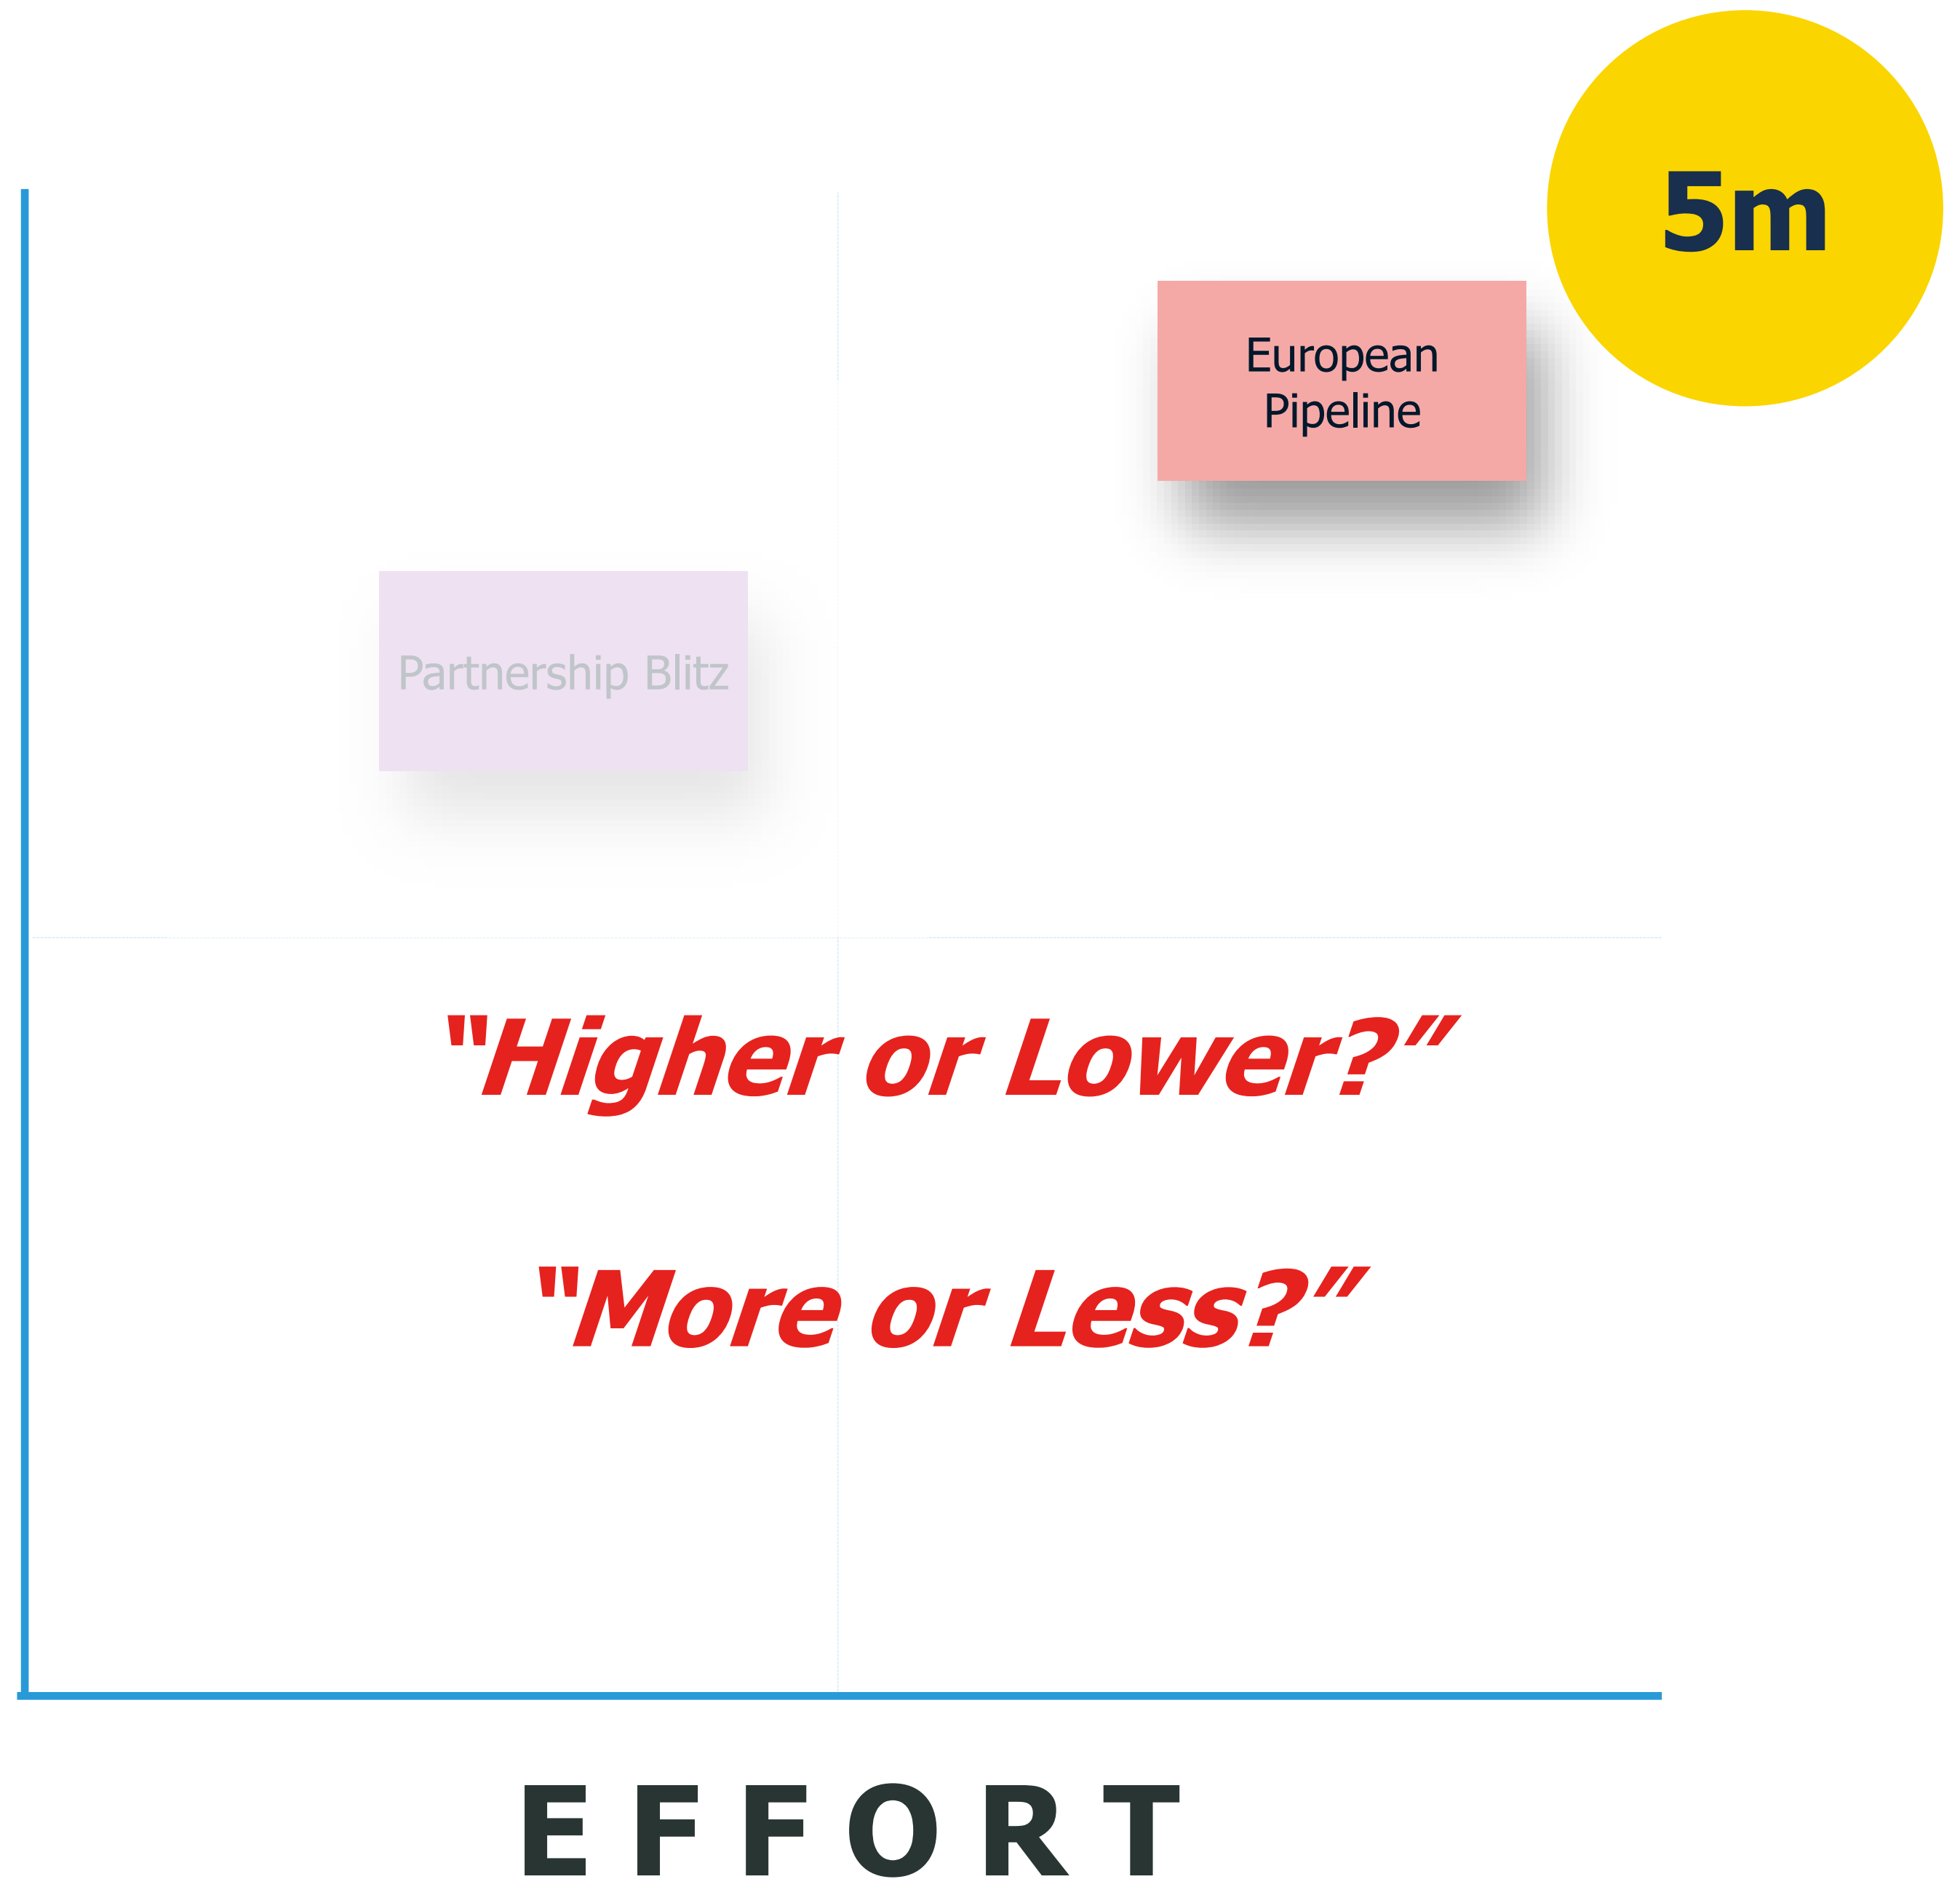 5m
European
Pipeline
Partnership Blitz
“Higher or Lower?”
“More or Less?”
EFFORT